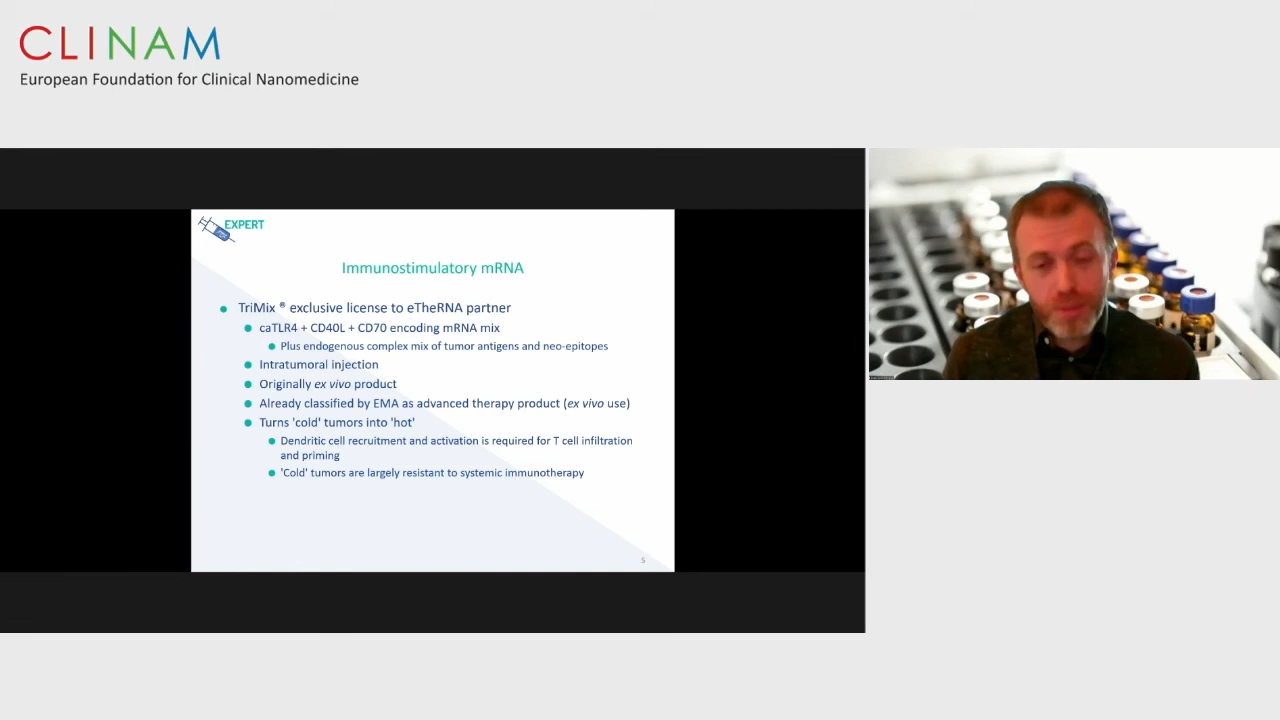 CLINAM
European Foundation for Clinical Nanomedicine
EXPERT
Immunostimulatory mRNA
TriMix ® exclusive license to eTheRNA partner
caTLR4 + CD40L + CD70 encoding mRNA mix
Plus endogenous complex mix of tumor antigens and neo-epitopes
Intratumoral injection
Originally ex vivo product
Already classified by EMA as advanced therapy product (ex vivo use)
Turns 'cold' tumors into 'hot'
Dendritic cell recruitment and activation is required for T cell infiltration
and priming
'Cold' tumors are largely resistant to systemic immunotherapy
5